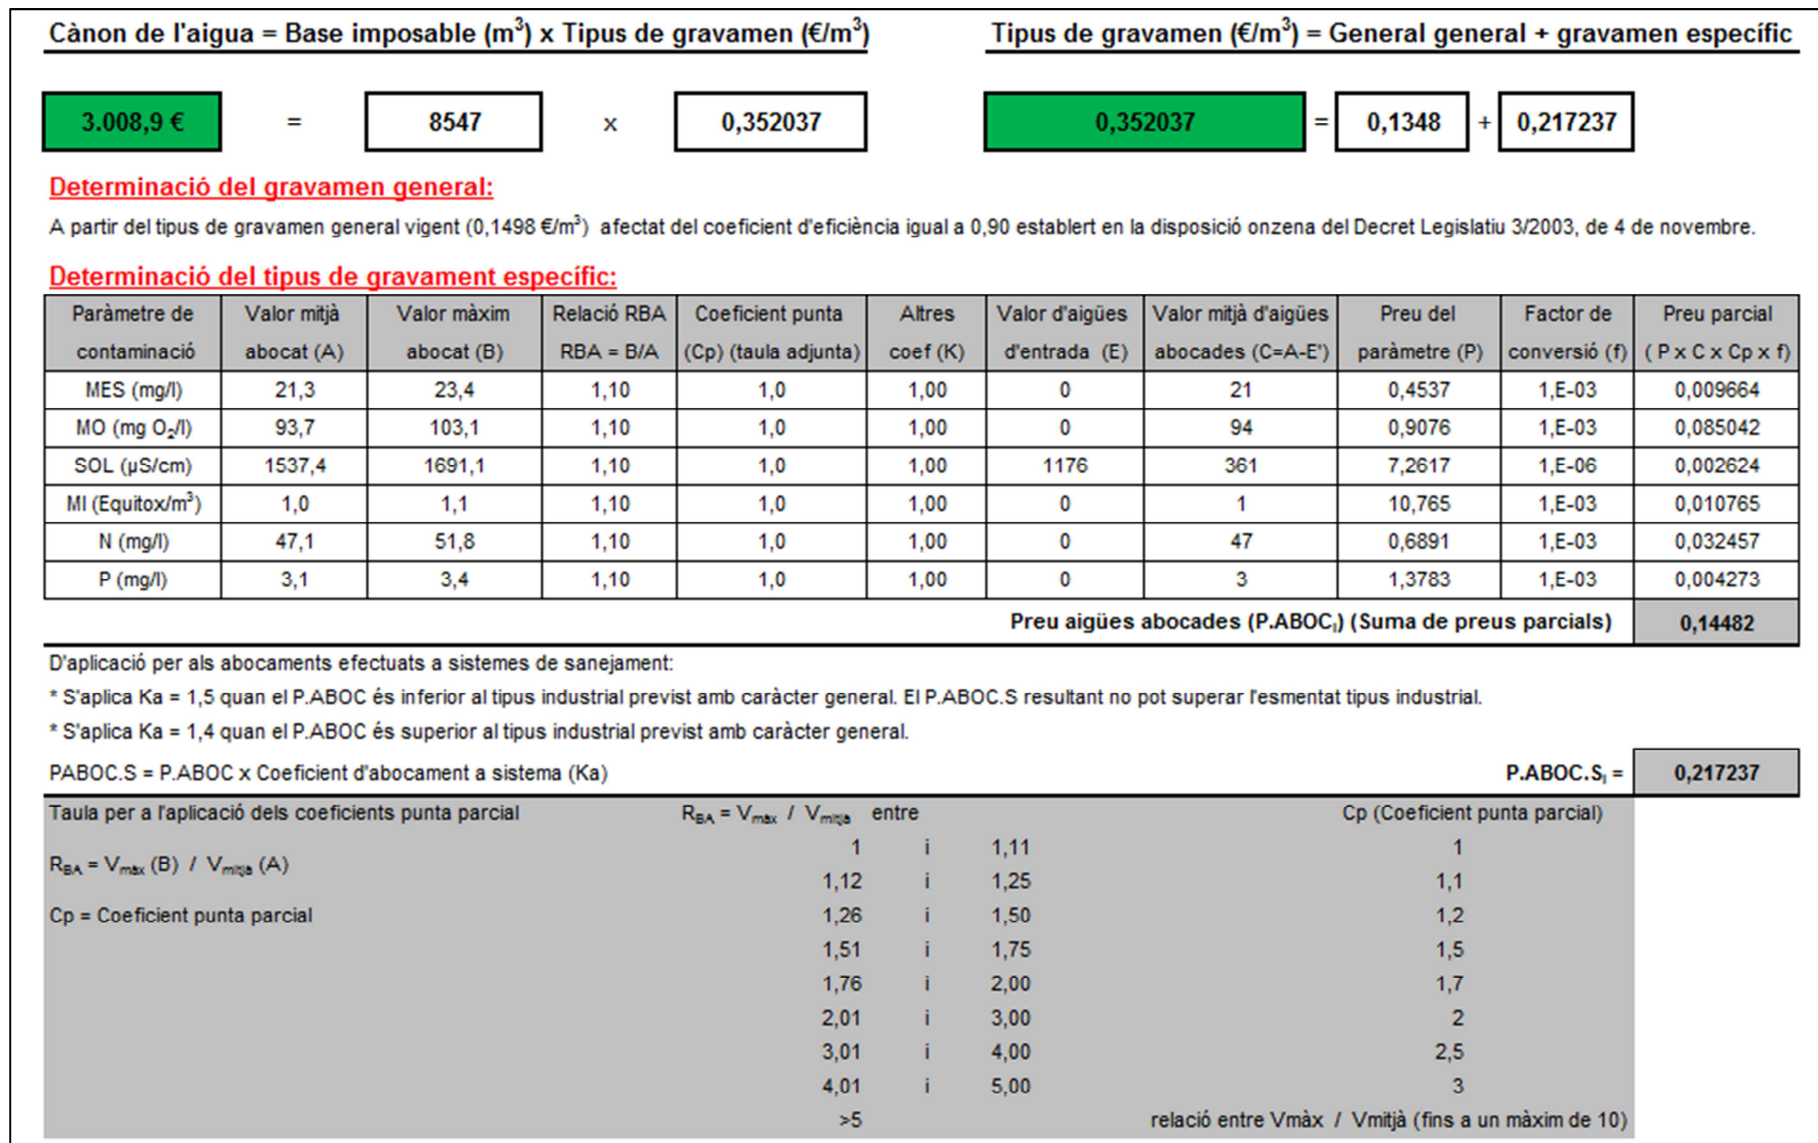 Cànon de l'aigua = Base imposable (m³) x Tipus de gravamen (€/m³)    Tipus de gravamen (€/m³) = General general + gravamen específic
3.008,9 € = 8547 x 0,352037    0,352037 = 0,1348 + 0,217237
Determinació del gravamen general:
A partir del tipus de gravamen general vigent (0,1498 €/m³) afectat del coeficient d'eficiència igual a 0,90 establert en la disposició onzena del Decret Legislatiu 3/2003, de 4 de novembre.
Determinació del tipus de gravament específic:
Paràmetre de | Valor mitjà | Valor màxim | Relació RBA | Coeficient punta | Altres | Valor d'aigües | Valor mitjà d'aigües | Preu del | Factor de | Preu parcial
contaminació | abocat (A) | abocat (B) | RBA = B/A | (Cp) (taula adjunta) | coef (K) | d'entrada (E) | abocades (C=A-E') | paràmetre (P) | conversió (f) | ( P x C x Cp x f)
MES (mg/l) | 21,3 | 23,4 | 1,10 | 1,0 | 1,00 | 0 | 21 | 0,4537 | 1,E-03 | 0,009664
MO (mg O₂/l) | 93,7 | 103,1 | 1,10 | 1,0 | 1,00 | 0 | 94 | 0,9076 | 1,E-03 | 0,085042
SOL (µS/cm) | 1537,4 | 1691,1 | 1,10 | 1,0 | 1,00 | 1176 | 361 | 7,2617 | 1,E-06 | 0,002624
MI (Equitox/m³) | 1,0 | 1,1 | 1,10 | 1,0 | 1,00 | 0 | 1 | 10,765 | 1,E-03 | 0,010765
N (mg/l) | 47,1 | 51,8 | 1,10 | 1,0 | 1,00 | 0 | 47 | 0,6891 | 1,E-03 | 0,032457
P (mg/l) | 3,1 | 3,4 | 1,10 | 1,0 | 1,00 | 0 | 3 | 1,3783 | 1,E-03 | 0,004273
Preu aigües abocades (P.ABOCᵢ) (Suma de preus parcials) 0,14482
D'aplicació per als abocaments efectuats a sistemes de sanejament:
* S'aplica Ka = 1,5 quan el P.ABOC és inferior al tipus industrial previst amb caràcter general. El P.ABOC.S resultant no pot superar l'esmentat tipus industrial.
* S'aplica Ka = 1,4 quan el P.ABOC és superior al tipus industrial previst amb caràcter general.
PABOC.S = P.ABOC x Coeficient d'abocament a sistema (Ka)    P.ABOC.Sᵢ = 0,217237
Taula per a l'aplicació dels coeficients punta parcial    R_BA = V_màx / V_mitjà entre    Cp (Coeficient punta parcial)
1 i 1,11    1
R_BA = V_màx (B) / V_mitjà (A)
1,12 i 1,25    1,1
Cp = Coeficient punta parcial    1,26 i 1,50    1,2
1,51 i 1,75    1,5
1,76 i 2,00    1,7
2,01 i 3,00    2
3,01 i 4,00    2,5
4,01 i 5,00    3
>5    relació entre Vmàx / Vmitjà (fins a un màxim de 10)